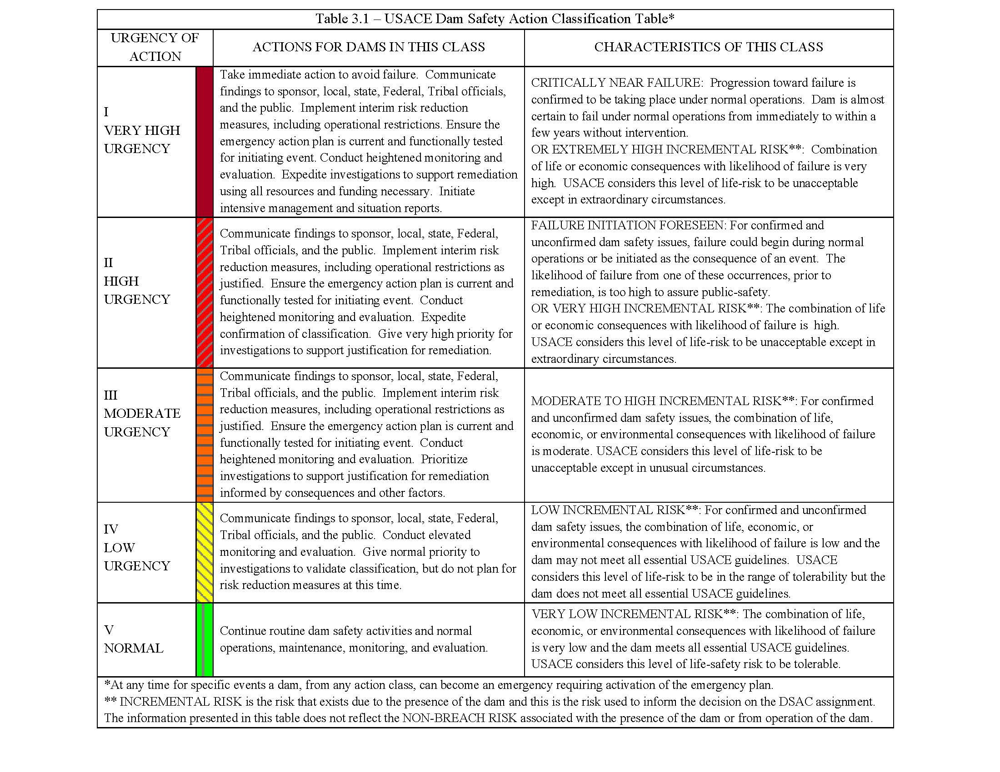 Table 3.1 – USACE Dam Safety Action Classification Table*
URGENCY OF
ACTION
ACTIONS FOR DAMS IN THIS CLASS
CHARACTERISTICS OF THIS CLASS
I
VERY HIGH
URGENCY
Take immediate action to avoid failure.  Communicate
findings to sponsor, local, state, Federal, Tribal officials,
and the public.  Implement interim risk reduction
measures, including operational restrictions. Ensure the
emergency action plan is current and functionally tested
for initiating event. Conduct heightened monitoring and
evaluation.  Expedite investigations to support remediation
using all resources and funding necessary.  Initiate
intensive management and situation reports.
CRITICALLY NEAR FAILURE:  Progression toward failure is
confirmed to be taking place under normal operations.  Dam is almost
certain to fail under normal operations from immediately to within a
few years without intervention.
OR EXTREMELY HIGH INCREMENTAL RISK**:  Combination
of life or economic consequences with likelihood of failure is very
high.  USACE considers this level of life-risk to be unacceptable
except in extraordinary circumstances.
II
HIGH
URGENCY
Communicate findings to sponsor, local, state, Federal,
Tribal officials, and the public.  Implement interim risk
reduction measures, including operational restrictions as
justified.  Ensure the emergency action plan is current and
functionally tested for initiating event.  Conduct
heightened monitoring and evaluation.  Expedite
confirmation of classification.  Give very high priority for
investigations to support justification for remediation.
FAILURE INITIATION FORESEEN: For confirmed and
unconfirmed dam safety issues, failure could begin during normal
operations or be initiated as the consequence of an event.  The
likelihood of failure from one of these occurrences, prior to
remediation, is too high to assure public-safety.
OR VERY HIGH INCREMENTAL RISK**: The combination of life
or economic consequences with likelihood of failure is  high.
USACE considers this level of life-risk to be unacceptable except in
extraordinary circumstances.
III
MODERATE
URGENCY
Communicate findings to sponsor, local, state, Federal,
Tribal officials, and the public.  Implement interim risk
reduction measures, including operational restrictions as
justified.  Ensure the emergency action plan is current and
functionally tested for initiating event.  Conduct
heightened monitoring and evaluation.  Prioritize
investigations to support justification for remediation
informed by consequences and other factors.
MODERATE TO HIGH INCREMENTAL RISK**: For confirmed
and unconfirmed dam safety issues, the combination of life,
economic, or environmental consequences with likelihood of failure
is moderate. USACE considers this level of life-risk to be
unacceptable except in unusual circumstances.
IV
LOW
URGENCY
Communicate findings to sponsor, local, state, Federal,
Tribal officials, and the public.  Conduct elevated
monitoring and evaluation.  Give normal priority to
investigations to validate classification, but do not plan for
risk reduction measures at this time.
LOW INCREMENTAL RISK**: For confirmed and unconfirmed
dam safety issues, the combination of life, economic, or
environmental consequences with likelihood of failure is low and the
dam may not meet all essential USACE guidelines.  USACE
considers this level of life-risk to be in the range of tolerability but the
dam does not meet all essential USACE guidelines.
V
NORMAL
Continue routine dam safety activities and normal
operations, maintenance, monitoring, and evaluation.
VERY LOW INCREMENTAL RISK**: The combination of life,
economic, or environmental consequences with likelihood of failure
is very low and the dam meets all essential USACE guidelines.
USACE considers this level of life-safety risk to be tolerable.
*At any time for specific events a dam, from any action class, can become an emergency requiring activation of the emergency plan.
** INCREMENTAL RISK is the risk that exists due to the presence of the dam and this is the risk used to inform the decision on the DSAC assignment.
The information presented in this table does not reflect the NON-BREACH RISK associated with the presence of the dam or from operation of the dam.